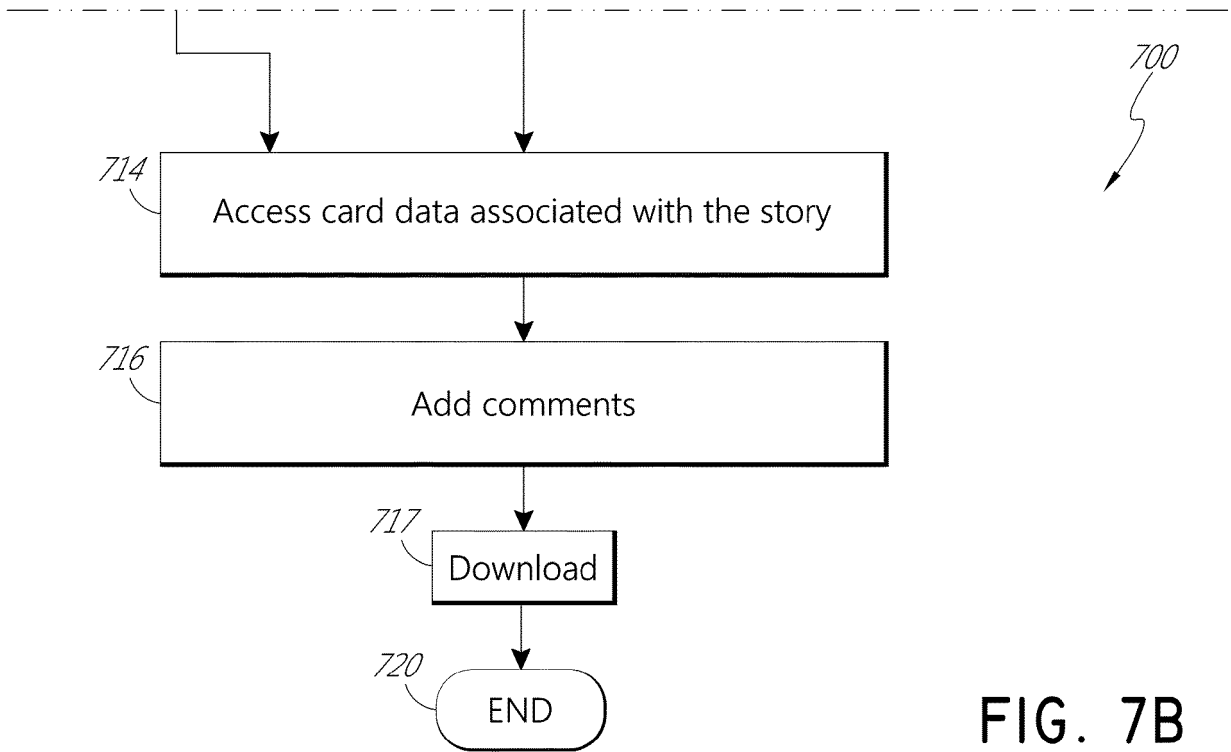 700
714
Access card data associated with the story
716
Add comments
717
Download
720
END
FIG. 7B